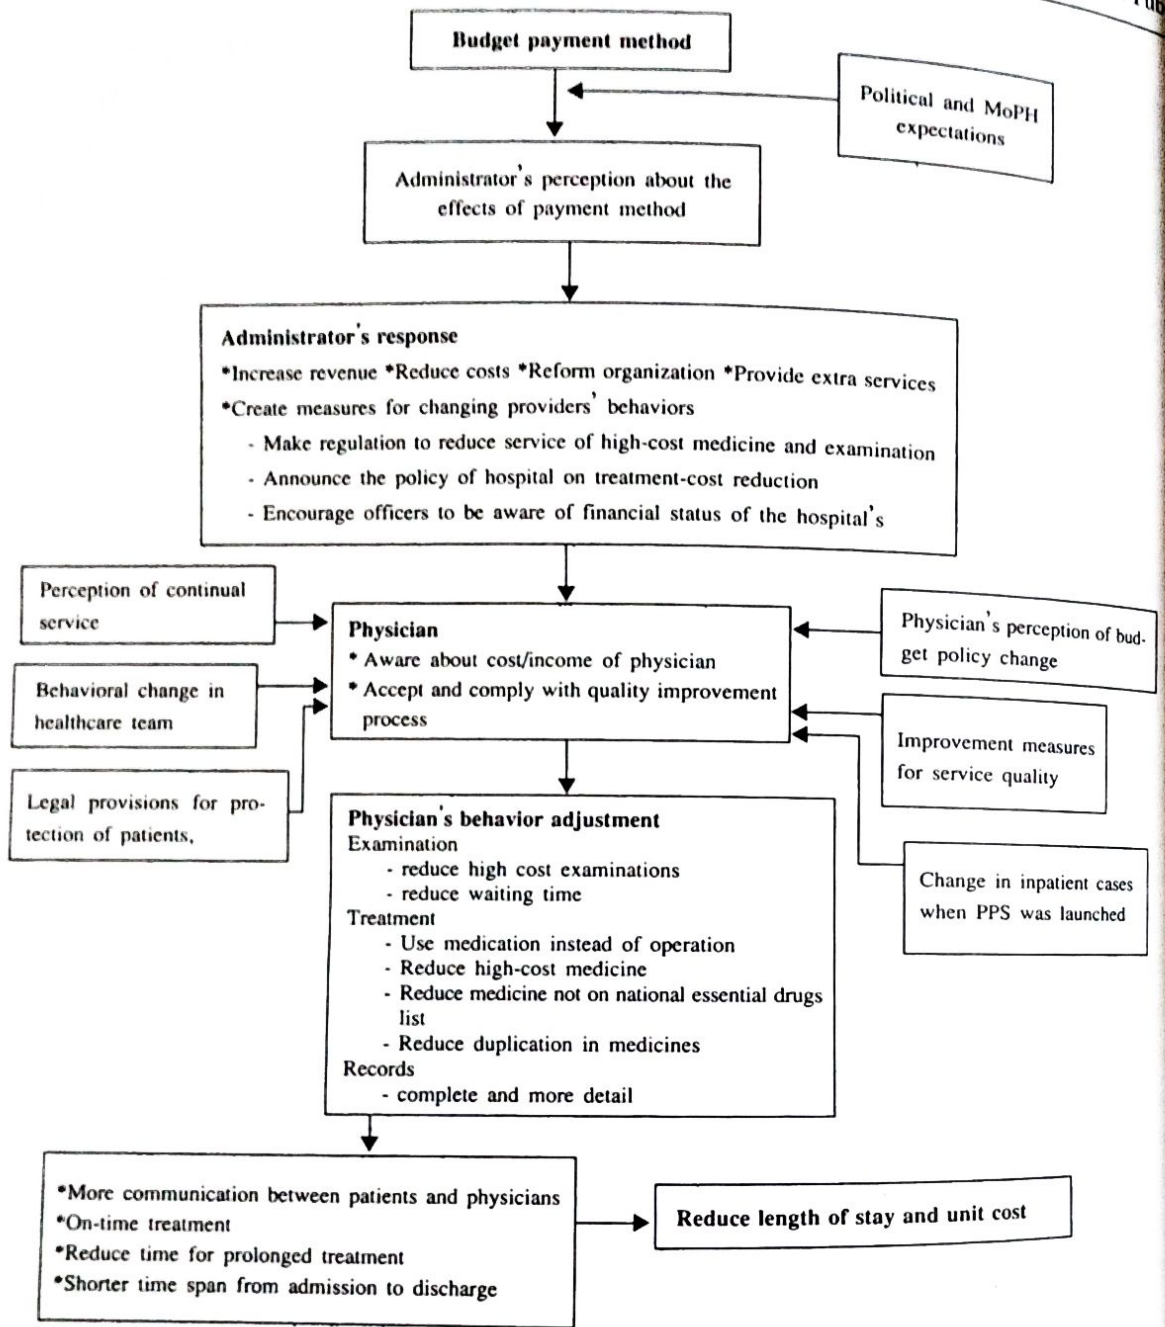 Budget payment method
Political and MoPH
expectations
Administrator's perception about the
effects of payment method
Administrator's response
*Increase revenue *Reduce costs *Reform organization *Provide extra services
*Create measures for changing providers' behaviors
- Make regulation to reduce service of high-cost medicine and examination
- Announce the policy of hospital on treatment-cost reduction
- Encourage officers to be aware of financial status of the hospital's
Perception of continual
service
Behavioral change in
healthcare team
Legal provisions for pro-
tection of patients,
Physician
* Aware about cost/income of physician
* Accept and comply with quality improvement
process
Physician's perception of bud-
get policy change
Improvement measures
for service quality
Change in inpatient cases
when PPS was launched
Physician's behavior adjustment
Examination
- reduce high cost examinations
- reduce waiting time
Treatment
- Use medication instead of operation
- Reduce high-cost medicine
- Reduce medicine not on national essential drugs
list
- Reduce duplication in medicines
Records
- complete and more detail
*More communication between patients and physicians
*On-time treatment
*Reduce time for prolonged treatment
*Shorter time span from admission to discharge
Reduce length of stay and unit cost